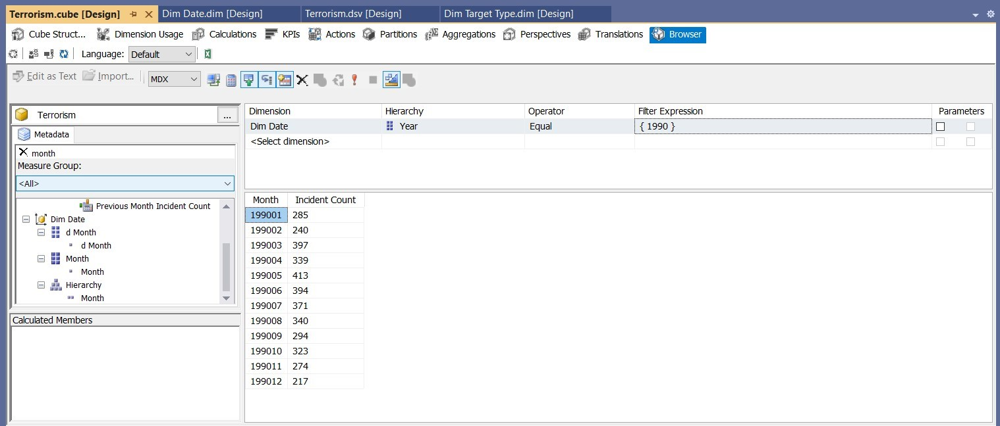 Terrorism.cube [Design] Dim Date.dim [Design] Terrorism.dsv [Design] Dim Target Type.dim [Design]
Cube Struct... Dimension Usage Calculations KPIs Actions Partitions Aggregations Perspectives Translations Browser
Language: Default
Edit as Text Import... MDX
Terrorism ...
Metadata
month
Measure Group:
<All>
Previous Month Incident Count
Dim Date
d Month
d Month
Month
Month
Hierarchy
Month
Calculated Members
Dimension Hierarchy Operator Filter Expression Parameters
Dim Date Year Equal { 1990 }
<Select dimension>
Month Incident Count
199001 285
199002 240
199003 397
199004 339
199005 413
199006 394
199007 371
199008 340
199009 294
199010 323
199011 274
199012 217